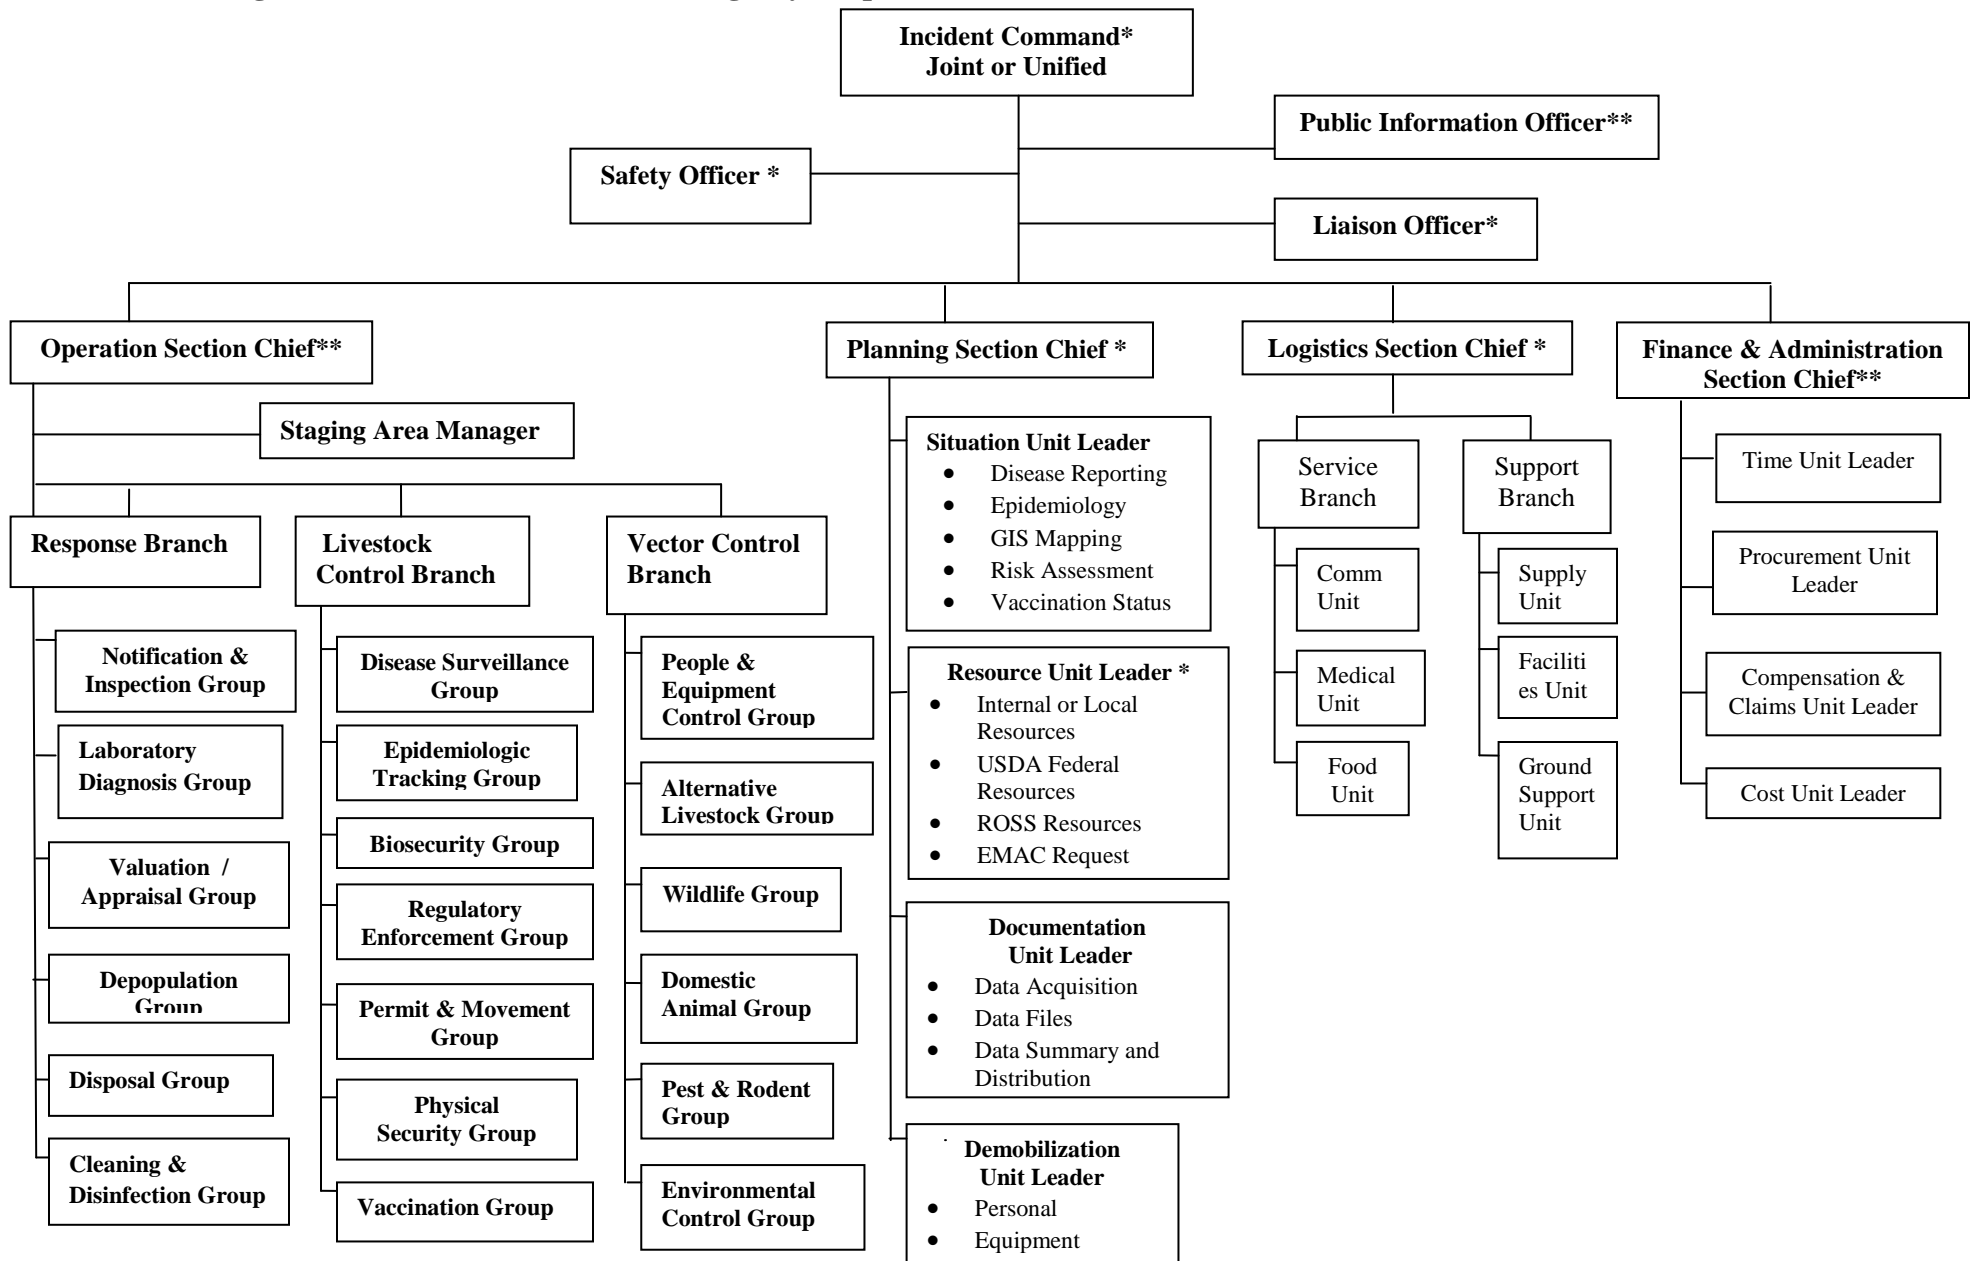 Incident Command*
Joint or Unified
Public Information Officer**
Safety Officer *
Liaison Officer*
Operation Section Chief**
Planning Section Chief *
Logistics Section Chief *
Finance & Administration
Section Chief**
Staging Area Manager
Response Branch
Livestock
Control Branch
Vector Control
Branch
Notification &
Inspection Group
Laboratory
Diagnosis Group
Valuation /
Appraisal Group
Depopulation
Group
Disposal Group
Cleaning &
Disinfection Group
Disease Surveillance
Group
Epidemiologic
Tracking Group
Biosecurity Group
Regulatory
Enforcement Group
Permit & Movement
Group
Physical
Security Group
Vaccination Group
People &
Equipment
Control Group
Alternative
Livestock Group
Wildlife Group
Domestic
Animal Group
Pest & Rodent
Group
Environmental
Control Group
Situation Unit Leader
• Disease Reporting
• Epidemiology
• GIS Mapping
• Risk Assessment
• Vaccination Status
Resource Unit Leader *
• Internal or Local
Resources
• USDA Federal
Resources
• ROSS Resources
• EMAC Request
Documentation
Unit Leader
• Data Acquisition
• Data Files
• Data Summary and
Distribution
Demobilization
Unit Leader
• Personal
• Equipment
Service
Branch
Comm
Unit
Medical
Unit
Food
Unit
Support
Branch
Supply
Unit
Faciliti
es Unit
Ground
Support
Unit
Time Unit Leader
Procurement Unit
Leader
Compensation &
Claims Unit Leader
Cost Unit Leader